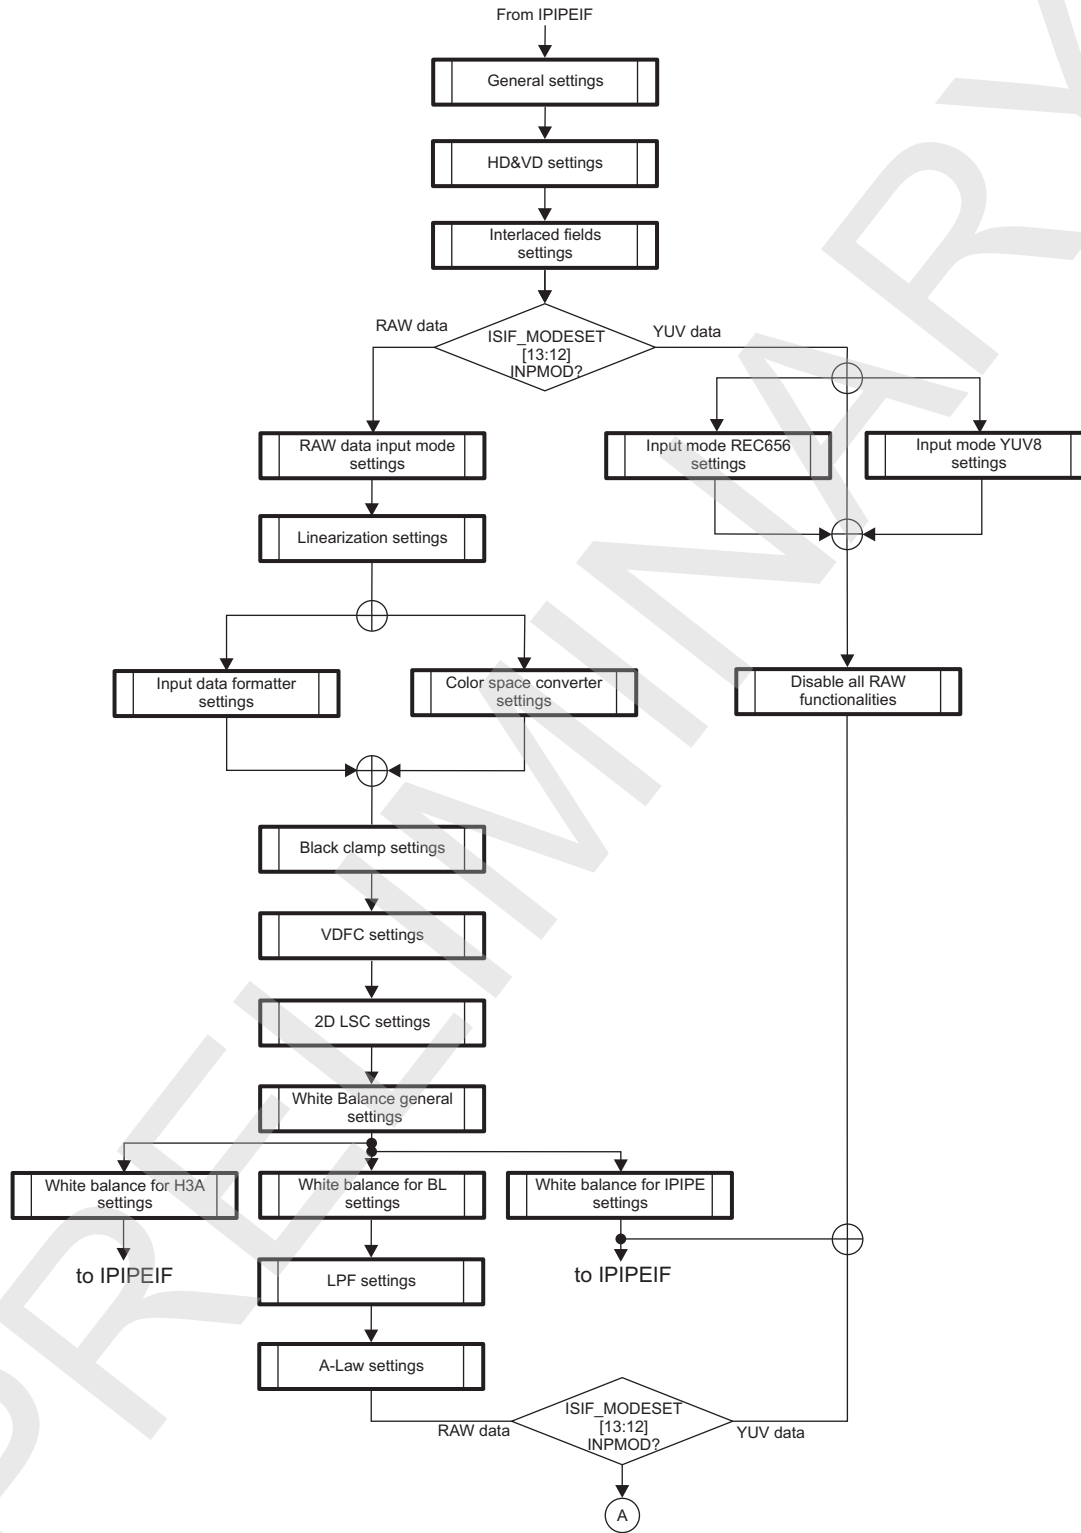 From IPIPEIF
General settings
HD&VD settings
Interlaced fields
settings
RAW data
ISIF_MODESET
[13:12]
INPMOD?
YUV data
RAW data input mode
settings
Input mode REC656
settings
Input mode YUV8
settings
Linearization settings
Input data formatter
settings
Color space converter
settings
Disable all RAW
functionalities
Black clamp settings
VDFC settings
2D LSC settings
White Balance general
settings
White balance for H3A
settings
White balance for BL
settings
White balance for IPIPE
settings
to IPIPEIF
LPF settings
to IPIPEIF
A-Law settings
RAW data
ISIF_MODESET
[13:12]
INPMOD?
YUV data
A
PRELIMINARY